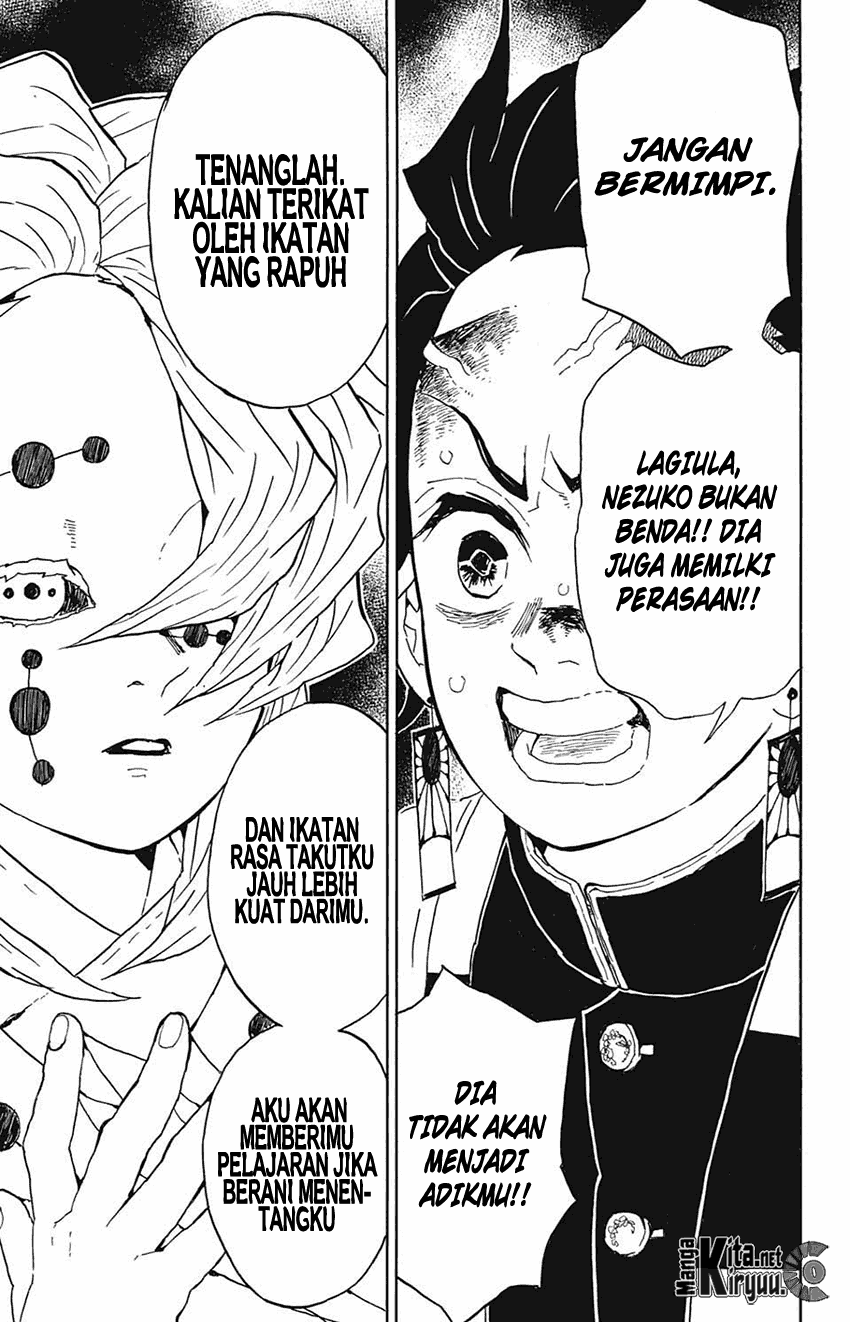 JANGAN
BERMIMPI.
LAGIULA,
NEZUKO BUKAN
BENDA!! DIA
JUGA MEMILKI
PERASAAN!!
DIA
TIDAK AKAN
MENJADI
ADIKMU!!
TENANGLAH.
KALIAN TERIKAT
OLEH IKATAN
YANG RAPUH
DAN IKATAN
RASA TAKUTKU
JAUH LEBIH
KUAT DARIMU.
AKU AKAN
MEMBERIMU
PELAJARAN JIKA
BERANI MENEN-
TANGKU
Manga
Kita.net
Kiryuu.